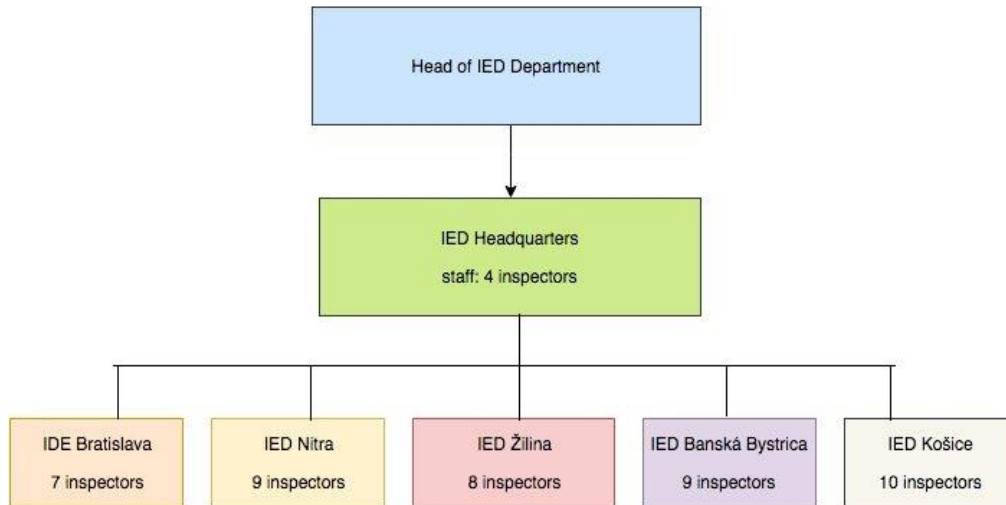 Head of IED Department
IED Headquarters
staff: 4 inspectors
IDE Bratislava
7 inspectors
IED Nitra
9 inspectors
IED Žilina
8 inspectors
IED Banská Bystrica
9 inspectors
IED Košice
10 inspectors